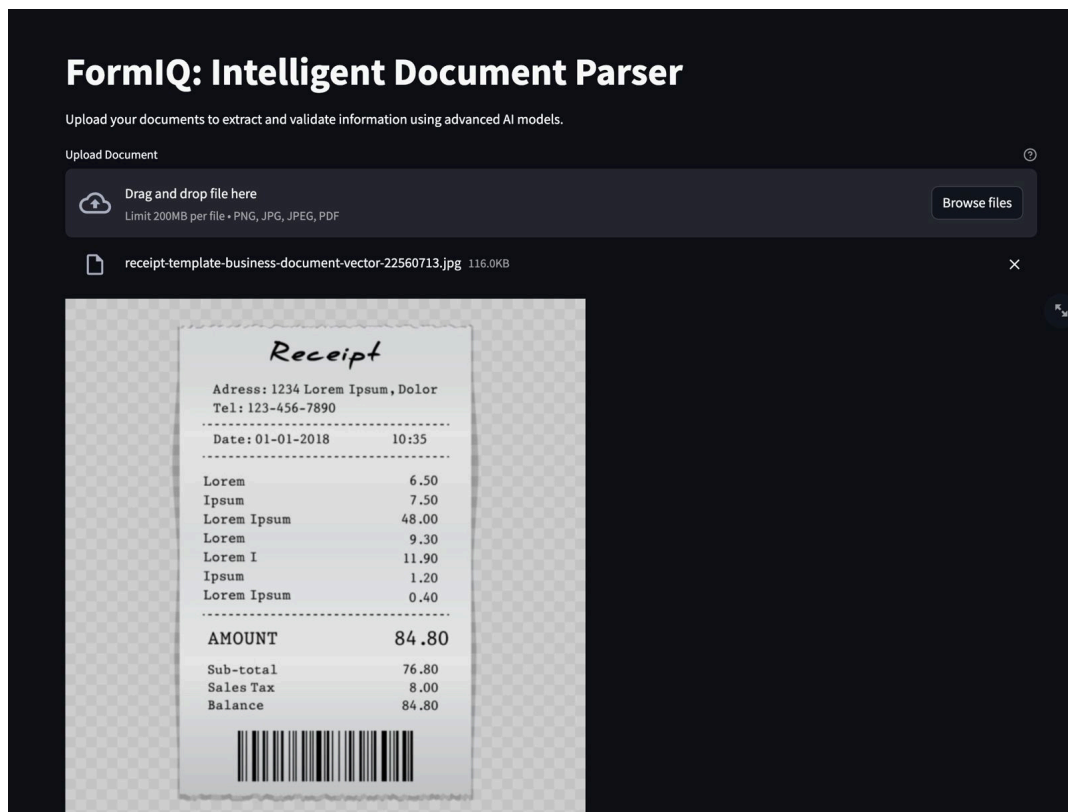 FormIQ: Intelligent Document Parser
Upload your documents to extract and validate information using advanced AI models.
Upload Document
Drag and drop file here
Limit 200MB per file • PNG, JPG, JPEG, PDF
Browse files
receipt-template-business-document-vector-22560713.jpg 116.0KB
Receipt
Adress: 1234 Lorem Ipsum, Dolor
Tel: 123-456-7890
Date: 01-01-2018 10:35
Lorem 6.50
Ipsum 7.50
Lorem Ipsum 48.00
Lorem 9.30
Lorem I 11.90
Ipsum 1.20
Lorem Ipsum 0.40
AMOUNT 84.80
Sub-total 76.80
Sales Tax 8.00
Balance 84.80